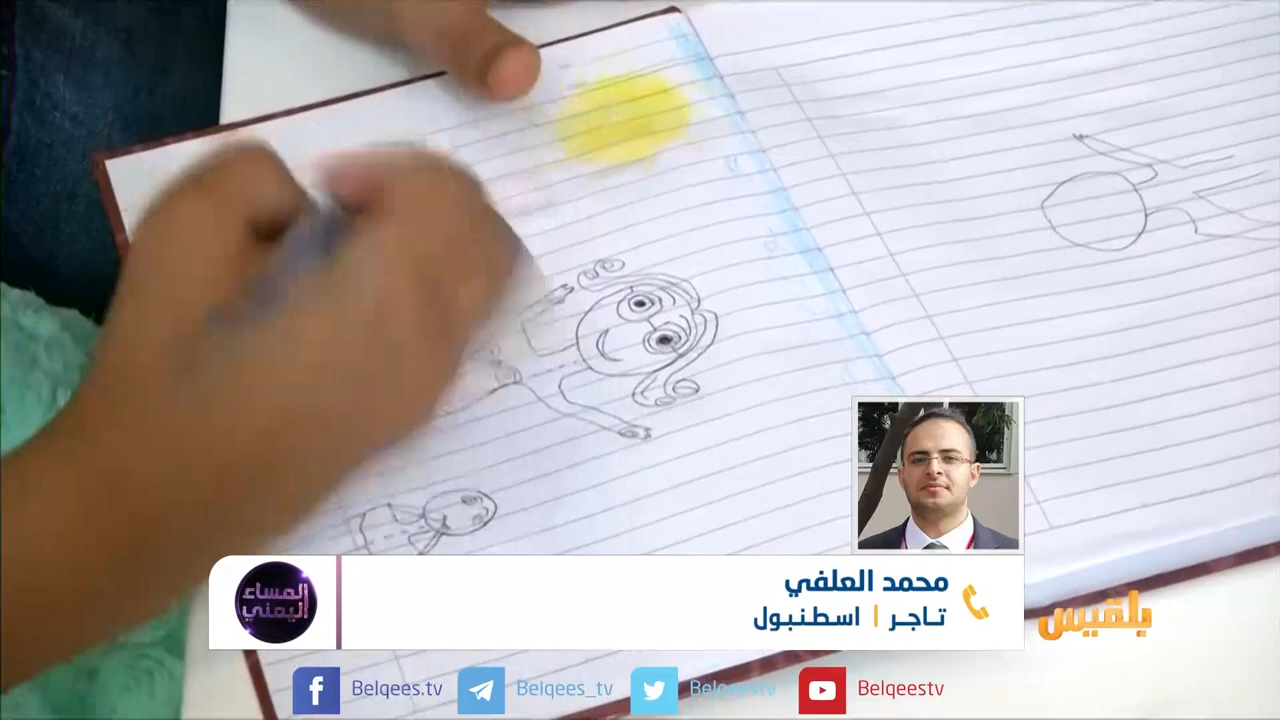 محمد العلفي
تاجر | اسطنبول
المساء اليمني
بلقيس
Belqees.tv
Belqees_tv
Belqeestv
Belqeestv